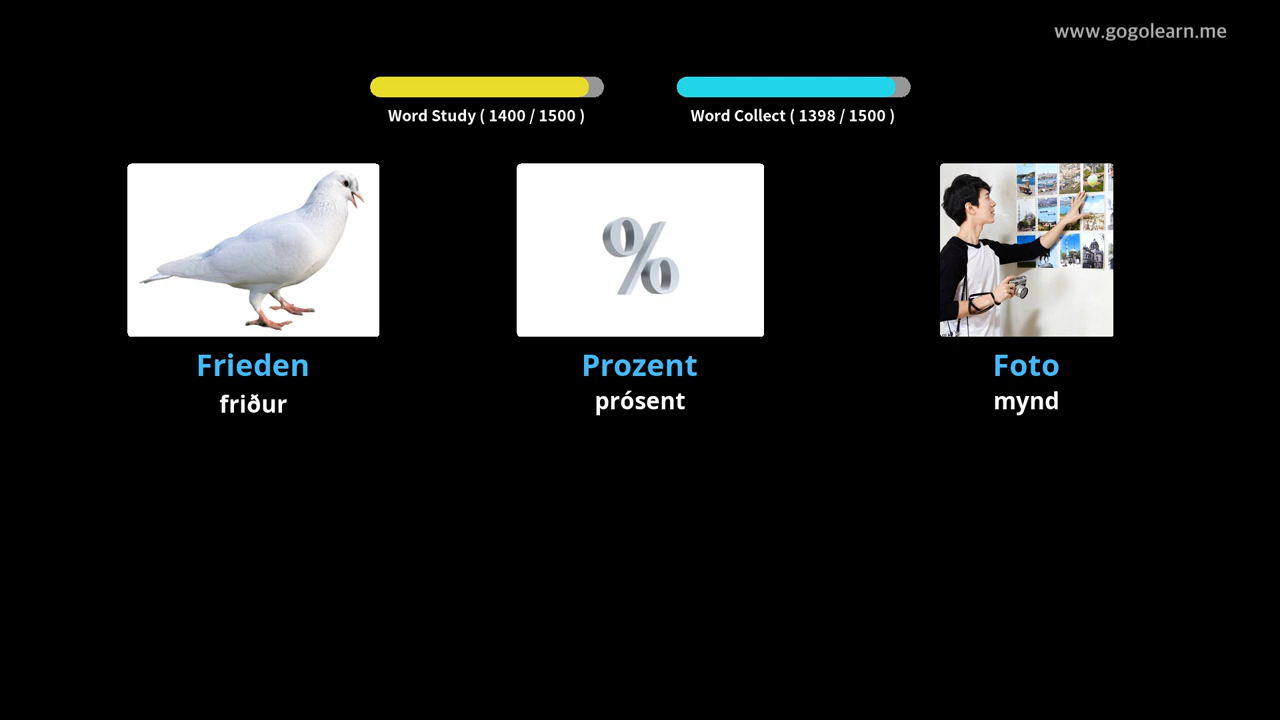 www.gogolearn.me
Word Study ( 1400 / 1500 )
Word Collect ( 1398 / 1500 )
%
Frieden
Prozent
Foto
friður
prósent
mynd